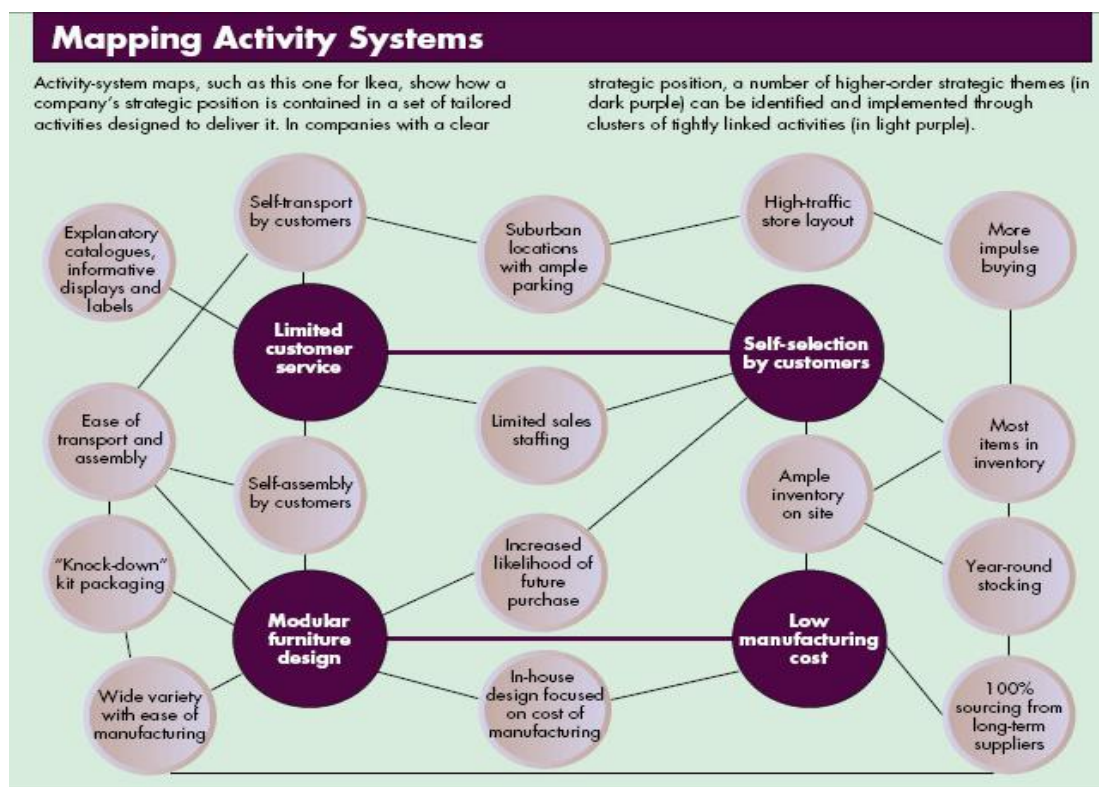 Mapping Activity Systems
Activity-system maps, such as this one for Ikea, show how a
company's strategic position is contained in a set of tailored
activities designed to deliver it. In companies with a clear
strategic position, a number of higher-order strategic themes (in
dark purple) can be identified and implemented through
clusters of tightly linked activities (in light purple).
Self-transport
by customers
High-traffic
store layout
Explanatory
catalogues,
informative
displays and
labels
Suburban
locations
with ample
parking
More
impulse
buying
Limited
customer
service
Self-selection
by customers
Ease of
transport and
assembly
Limited sales
staffing
Most
items in
inventory
Self-assembly
by customers
Ample
inventory
on site
"Knock-down"
kit packaging
Increased
likelihood of
future
purchase
Year-round
stocking
Modular
furniture
design
Low
manufacturing
cost
Wide variety
with ease of
manufacturing
In-house
design focused
on cost of
manufacturing
100%
sourcing from
long-term
suppliers